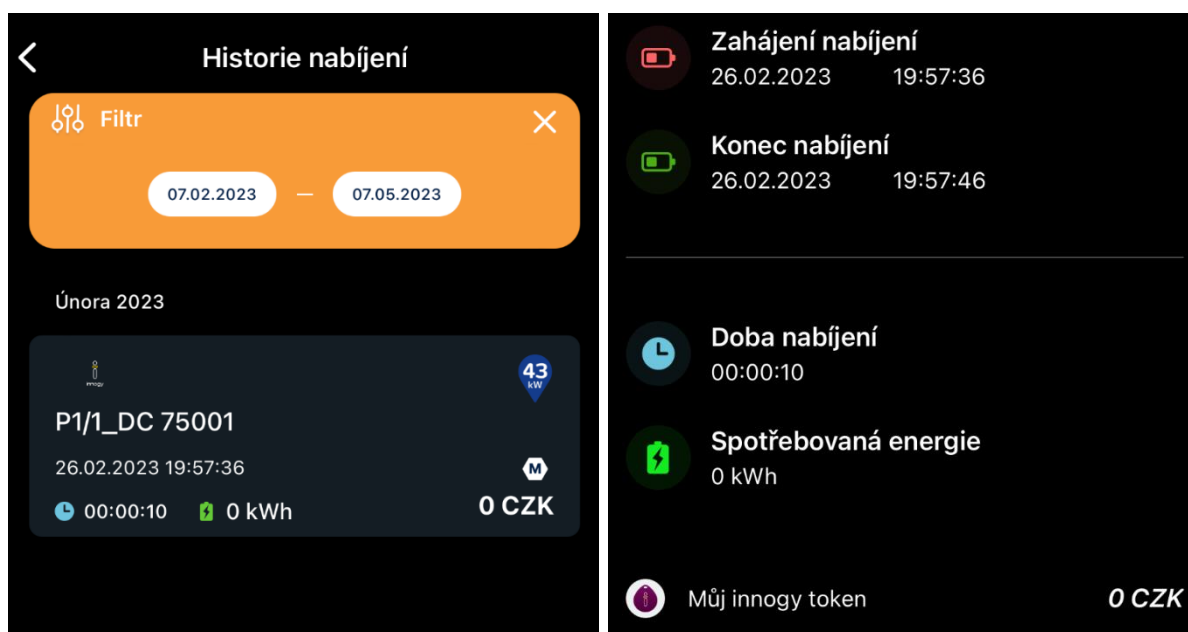 Historie nabíjení
Filtr
07.02.2023 — 07.05.2023
Února 2023
innogy
43
kW
P1/1_DC 75001
26.02.2023 19:57:36
M
00:00:10 0 kWh 0 CZK
Zahájení nabíjení
26.02.2023 19:57:36
Konec nabíjení
26.02.2023 19:57:46
Doba nabíjení
00:00:10
Spotřebovaná energie
0 kWh
Můj innogy token 0 CZK